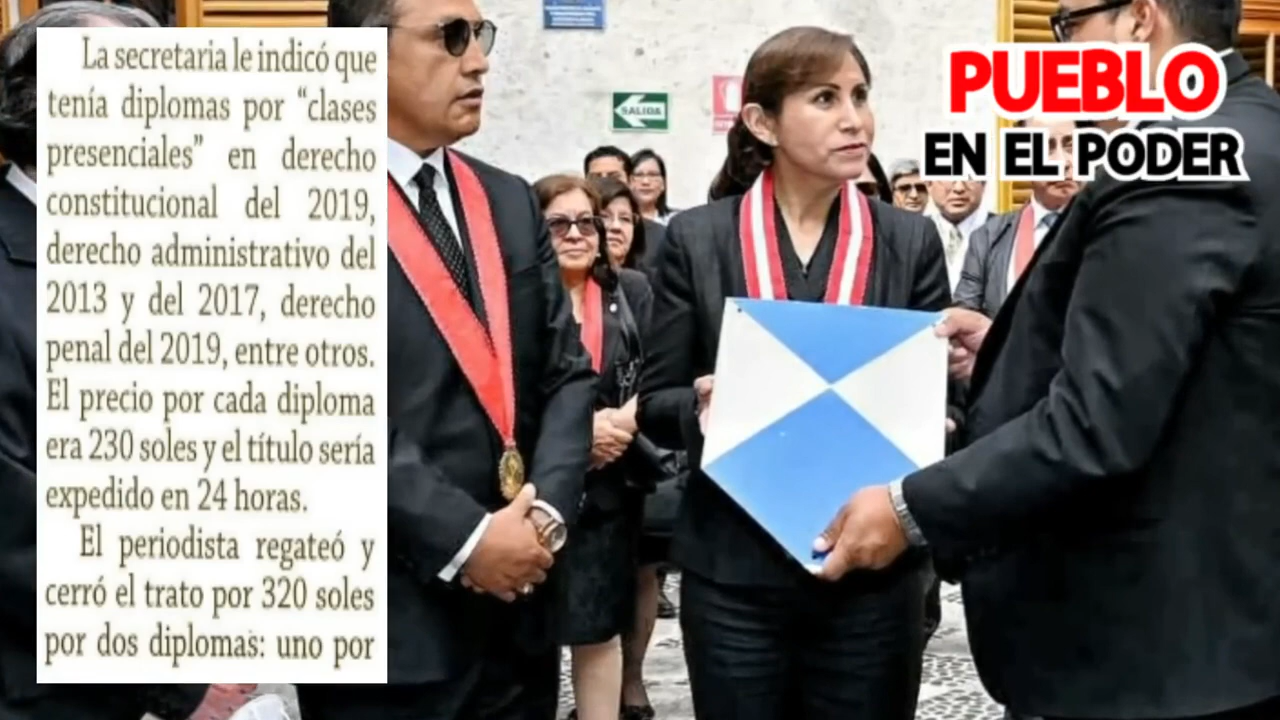 La secretaria le indicó que
tenía diplomas por “clases
presenciales” en derecho
constitucional del 2019,
derecho administrativo del
2013 y del 2017, derecho
penal del 2019, entre otros.
El precio por cada diploma
era 230 soles y el título sería
expedido en 24 horas.
El periodista regateó y
cerró el trato por 320 soles
por dos diplomas: uno por
SALIDA
PUEBLO
EN EL PODER